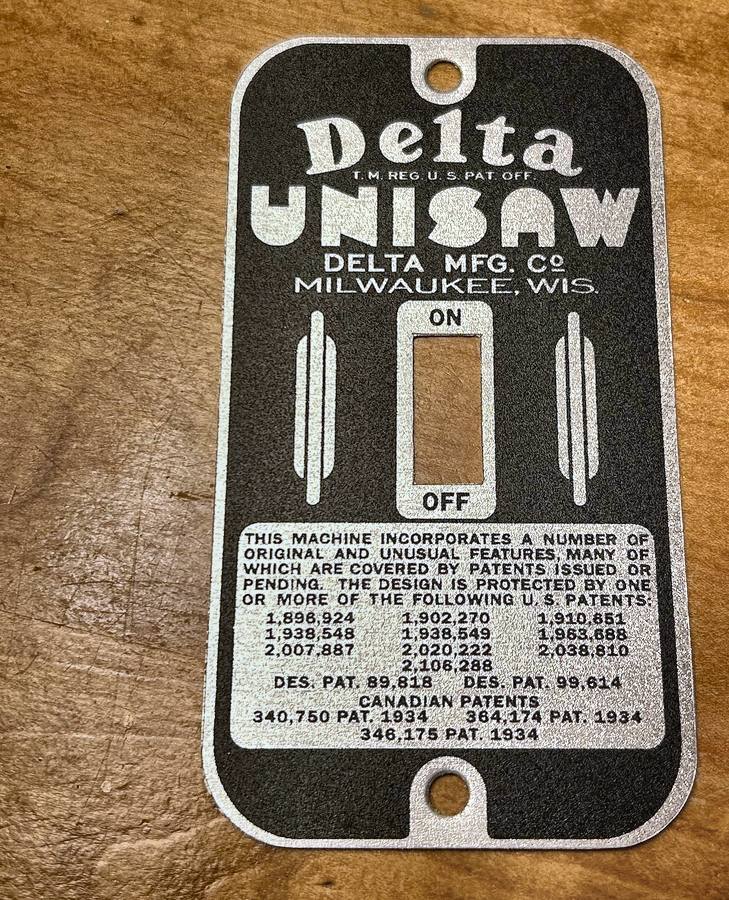 Delta
T. M. REG. U. S. PAT. OFF.
UNISAW
DELTA MFG. Cº
MILWAUKEE, WIS.
ON
OFF
THIS MACHINE INCORPORATES A NUMBER OF
ORIGINAL AND UNUSUAL FEATURES, MANY OF
WHICH ARE COVERED BY PATENTS ISSUED OR
PENDING. THE DESIGN IS PROTECTED BY ONE
OR MORE OF THE FOLLOWING U. S. PATENTS:
1,896,924 1,902,270 1,910,651
1,938,548 1,938,549 1,963,688
2,007,887 2,020,222 2,038,810
2,106,288
DES. PAT. 89,818 DES. PAT. 99,614
CANADIAN PATENTS
340,750 PAT. 1934 364,174 PAT. 1934
346,175 PAT. 1934